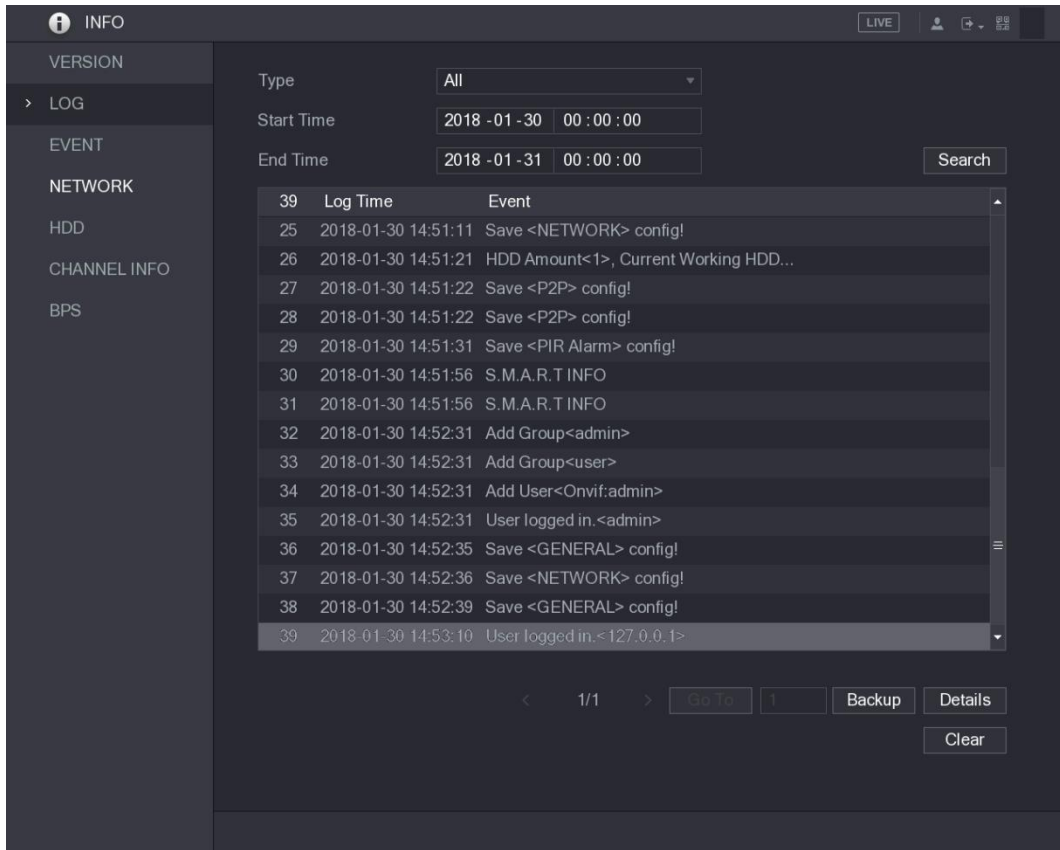 INFO LIVE
VERSION
LOG
EVENT
NETWORK
HDD
CHANNEL INFO
BPS
Type All
Start Time 2018 -01 -30 00 : 00 : 00
End Time 2018 -01 -31 00 : 00 : 00
Search
39 Log Time Event
25 2018-01-30 14:51:11 Save <NETWORK> config!
26 2018-01-30 14:51:21 HDD Amount<1>, Current Working HDD...
27 2018-01-30 14:51:22 Save <P2P> config!
28 2018-01-30 14:51:22 Save <P2P> config!
29 2018-01-30 14:51:31 Save <PIR Alarm> config!
30 2018-01-30 14:51:56 S.M.A.R.T INFO
31 2018-01-30 14:51:56 S.M.A.R.T INFO
32 2018-01-30 14:52:31 Add Group<admin>
33 2018-01-30 14:52:31 Add Group<user>
34 2018-01-30 14:52:31 Add User<Onvif:admin>
35 2018-01-30 14:52:31 User logged in.<admin>
36 2018-01-30 14:52:35 Save <GENERAL> config!
37 2018-01-30 14:52:36 Save <NETWORK> config!
38 2018-01-30 14:52:39 Save <GENERAL> config!
39 2018-01-30 14:53:10 User logged in.<127.0.0.1>
1/1 Go To 1 Backup Details
Clear